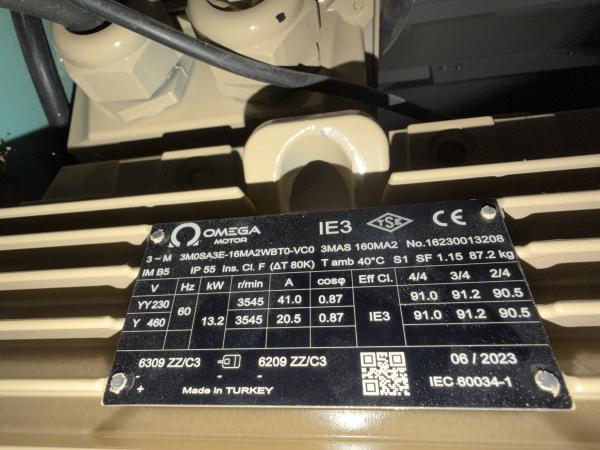 OMEGA MOTOR IE3 TSE CE
3~M 3M0SA3E-16MA2WBT0-VC0 3MAS 160MA2 No.16230013208
IM B5 IP 55 Ins. Cl. F (ΔT 80K) T amb 40°C S1 SF 1.15 87.2 kg
V Hz kW r/min A cosφ Eff Cl. 4/4 3/4 2/4
YY230 60 13.2 3545 41.0 0.87 IE3 91.0 91.2 90.5
Y 460 3545 20.5 0.87 91.0 91.2 90.5
6309 ZZ/C3 6209 ZZ/C3 06 / 2023
Made in TURKEY IEC 60034-1